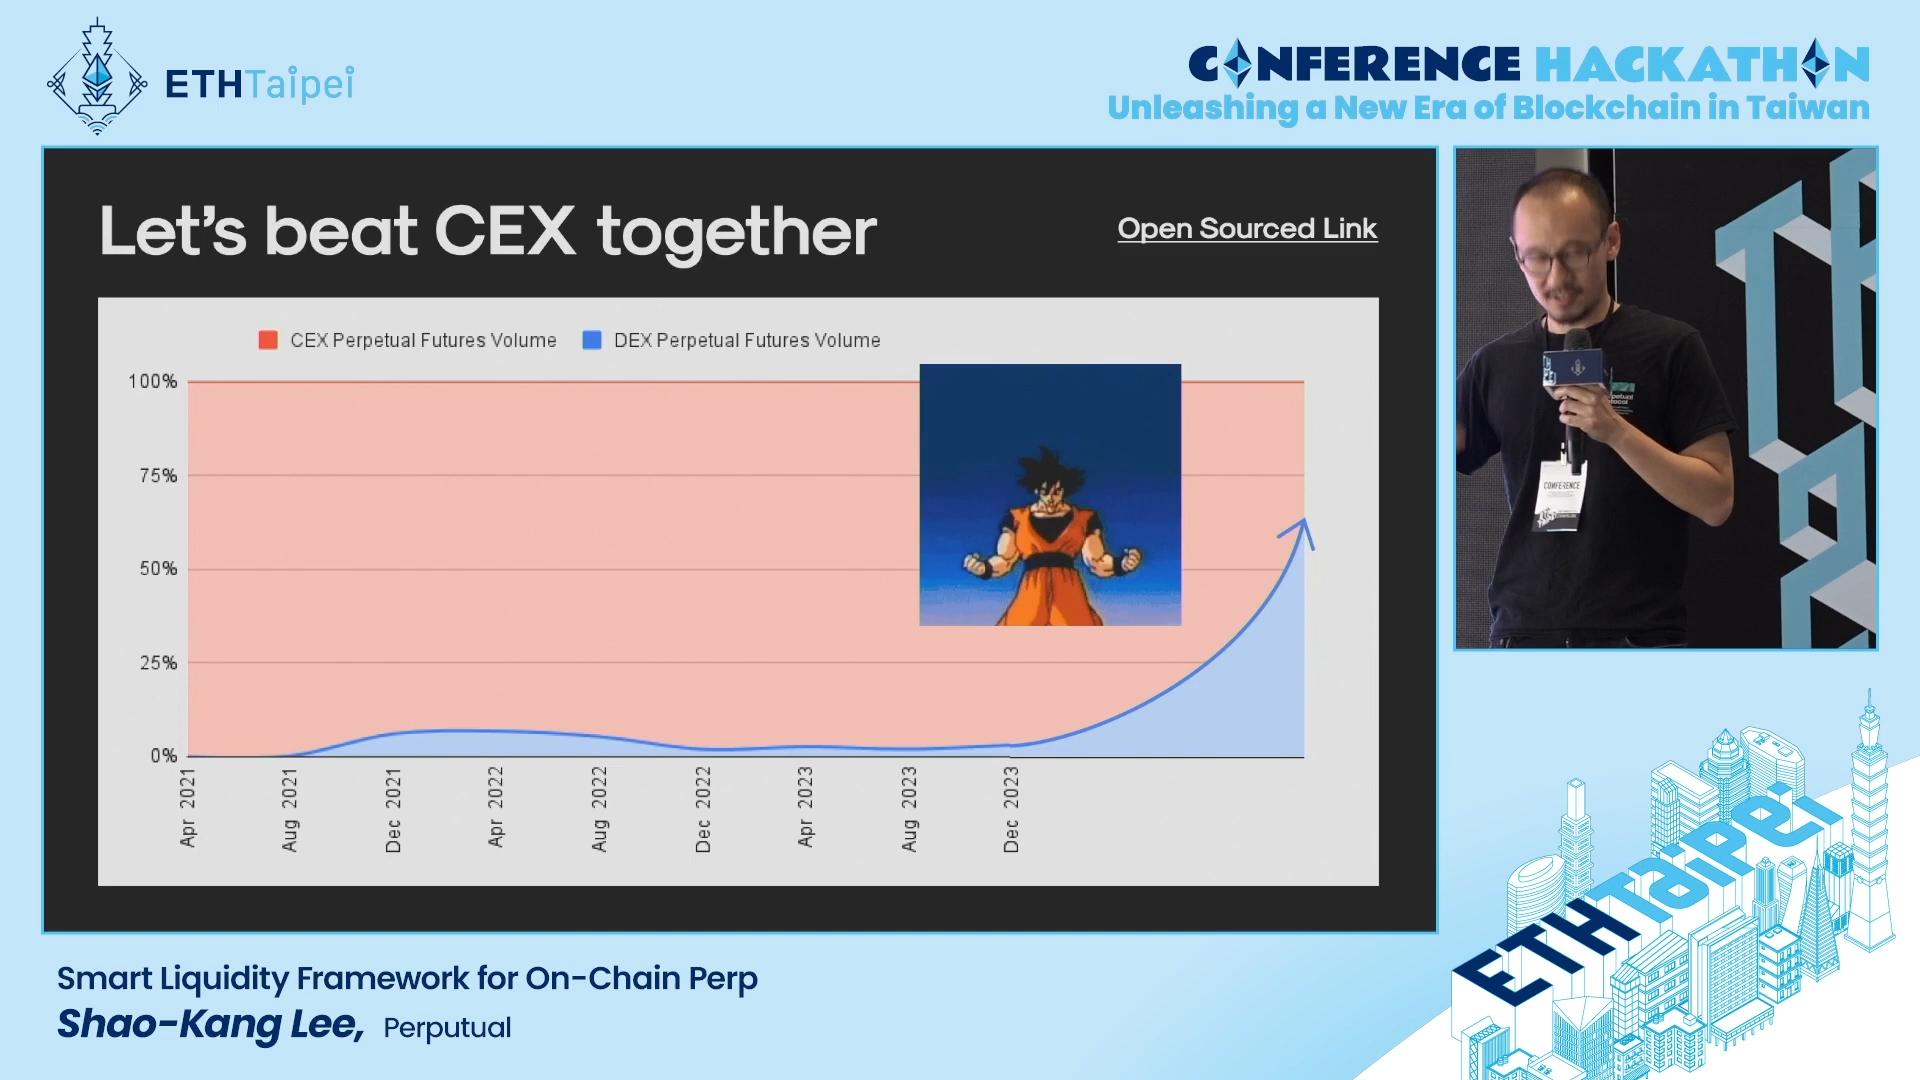 ETHTaipei
CONFERENCE HACKATHON
Unleashing a New Era of Blockchain in Taiwan
Let's beat CEX together
Open Sourced Link
CEX Perpetual Futures Volume
DEX Perpetual Futures Volume
100%
75%
50%
25%
0%
Apr 2021
Aug 2021
Dec 2021
Apr 2022
Aug 2022
Dec 2022
Apr 2023
Aug 2023
Dec 2023
CONFERENCE
Smart Liquidity Framework for On-Chain Perp
Shao-Kang Lee, Perputual
ETHTaipei